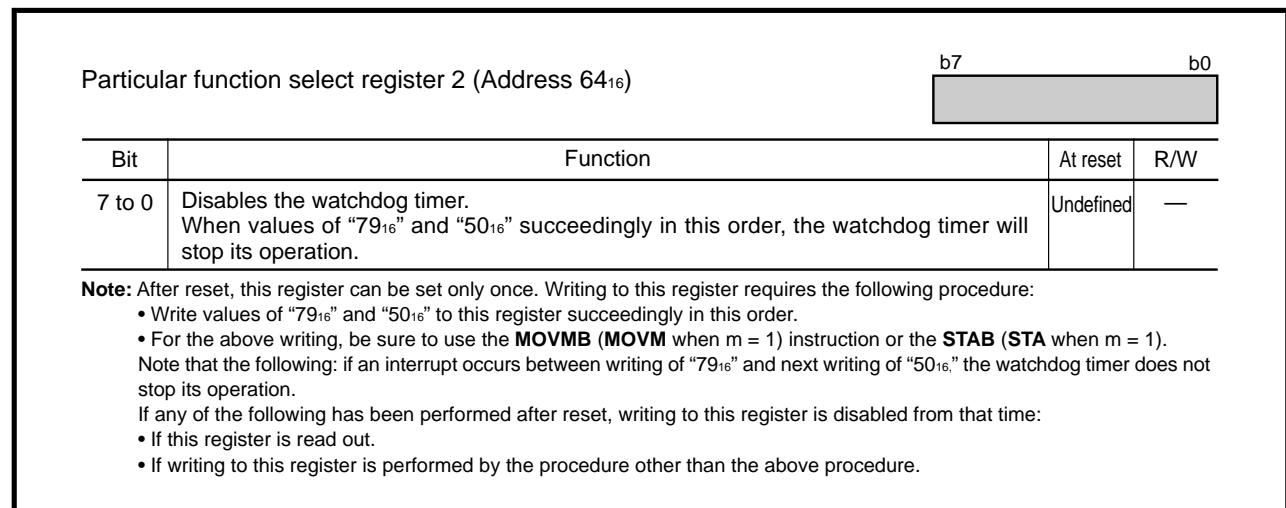 b7 b0
Particular function select register 2 (Address 64₁₆)
Bit Function At reset R/W
7 to 0 Disables the watchdog timer. Undefined —
When values of “79₁₆” and “50₁₆” succeedingly in this order, the watchdog timer will
stop its operation.
Note: After reset, this register can be set only once. Writing to this register requires the following procedure:
• Write values of “79₁₆” and “50₁₆” to this register succeedingly in this order.
• For the above writing, be sure to use the MOVMB (MOVM when m = 1) instruction or the STAB (STA when m = 1).
Note that the following: if an interrupt occurs between writing of “79₁₆” and next writing of “50₁₆,” the watchdog timer does not
stop its operation.
If any of the following has been performed after reset, writing to this register is disabled from that time:
• If this register is read out.
• If writing to this register is performed by the procedure other than the above procedure.